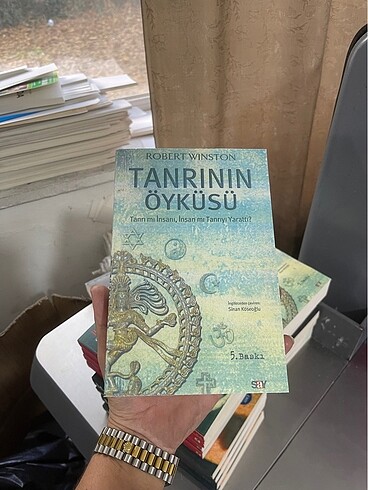 ROBERT WINSTON
TANRININ
ÖYKÜSÜ
Tanrı mı İnsanı, İnsan mı Tanrıyı Yarattı?
İngilizceden çeviren:
Sinan Köseoğlu
5. Baskı
SAY